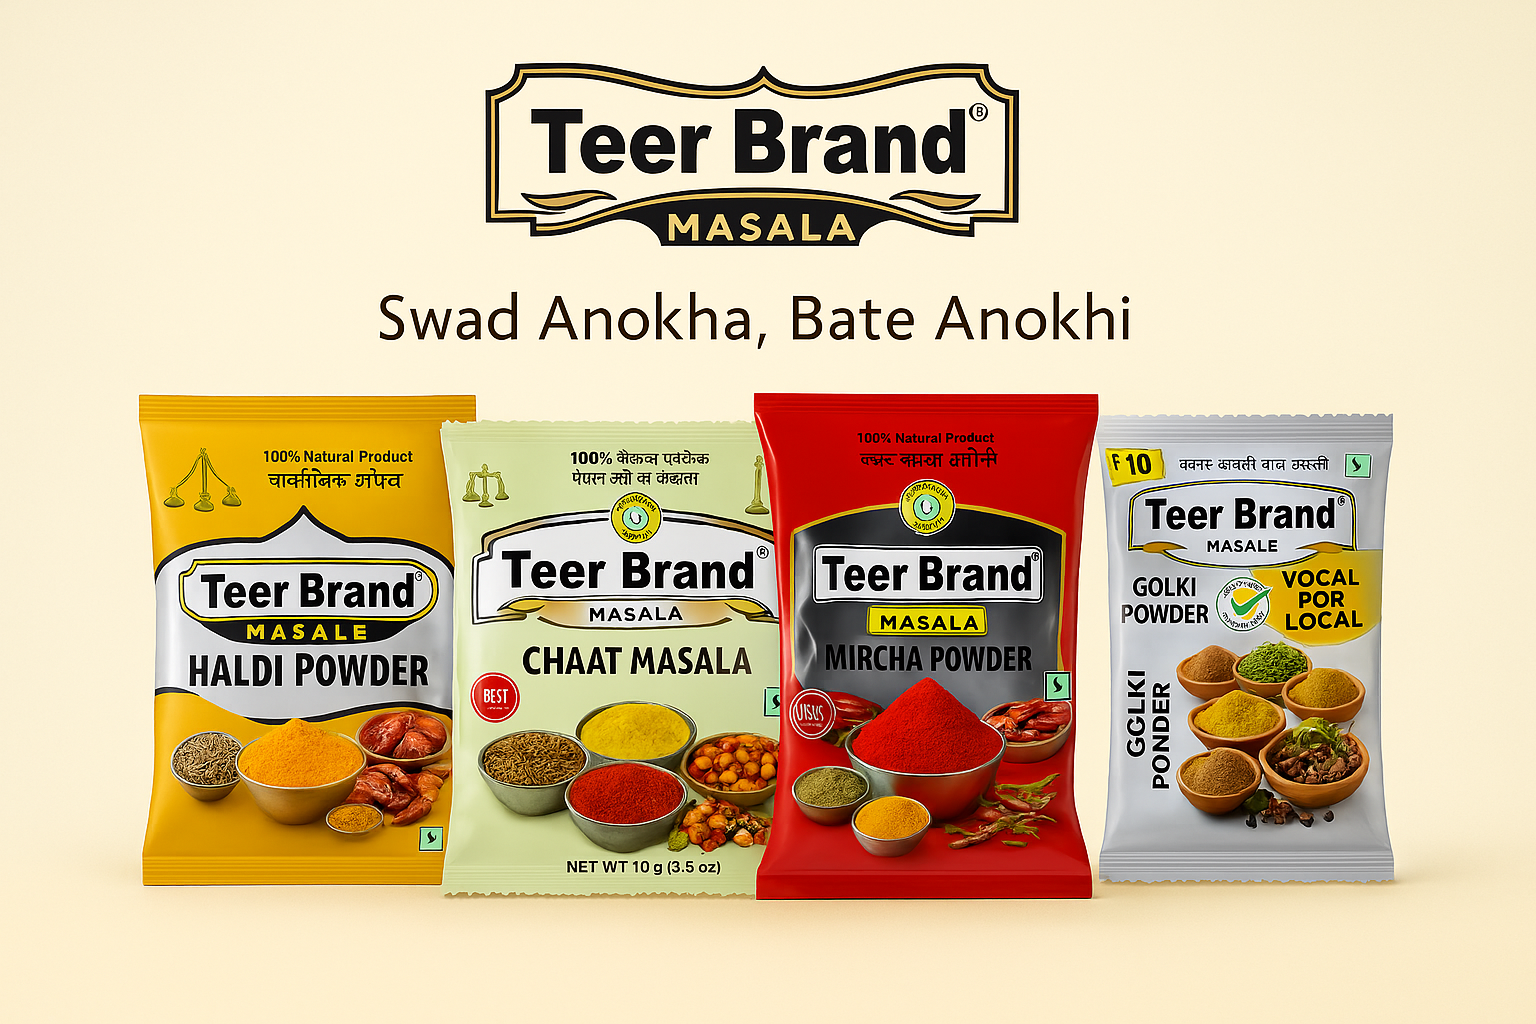 Teer Brand®
MASALA
Swad Anokha, Bate Anokhi
100% Natural Product
Teer Brand®
MASALE
HALDI POWDER
100%
Teer Brand®
MASALA
CHAAT MASALA
BEST
NET WT 10 g (3.5 oz)
100% Natural Product
Teer Brand®
MASALA
MIRCHA POWDER
10
Teer Brand®
MASALE
GOLKI
POWDER
VOCAL
POR
LOCAL
GGLKI
PONDER